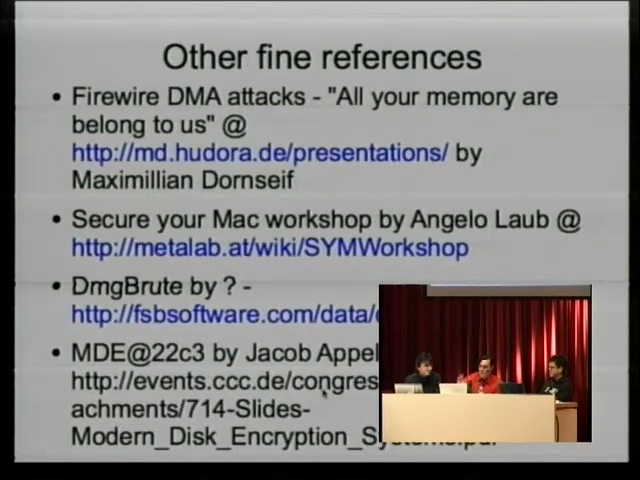 Other fine references
• Firewire DMA attacks - "All your memory are
belong to us" @
http://md.hudora.de/presentations/ by
Maximillian Dornseif
• Secure your Mac workshop by Angelo Laub @
http://metalab.at/wiki/SYMWorkshop
• DmgBrute by ? -
http://fsbsoftware.com/data/
• MDE@22c3 by Jacob Appel
http://events.ccc.de/congres
achments/714-Slides-
Modern_Disk_Encryption_Systems.pdf